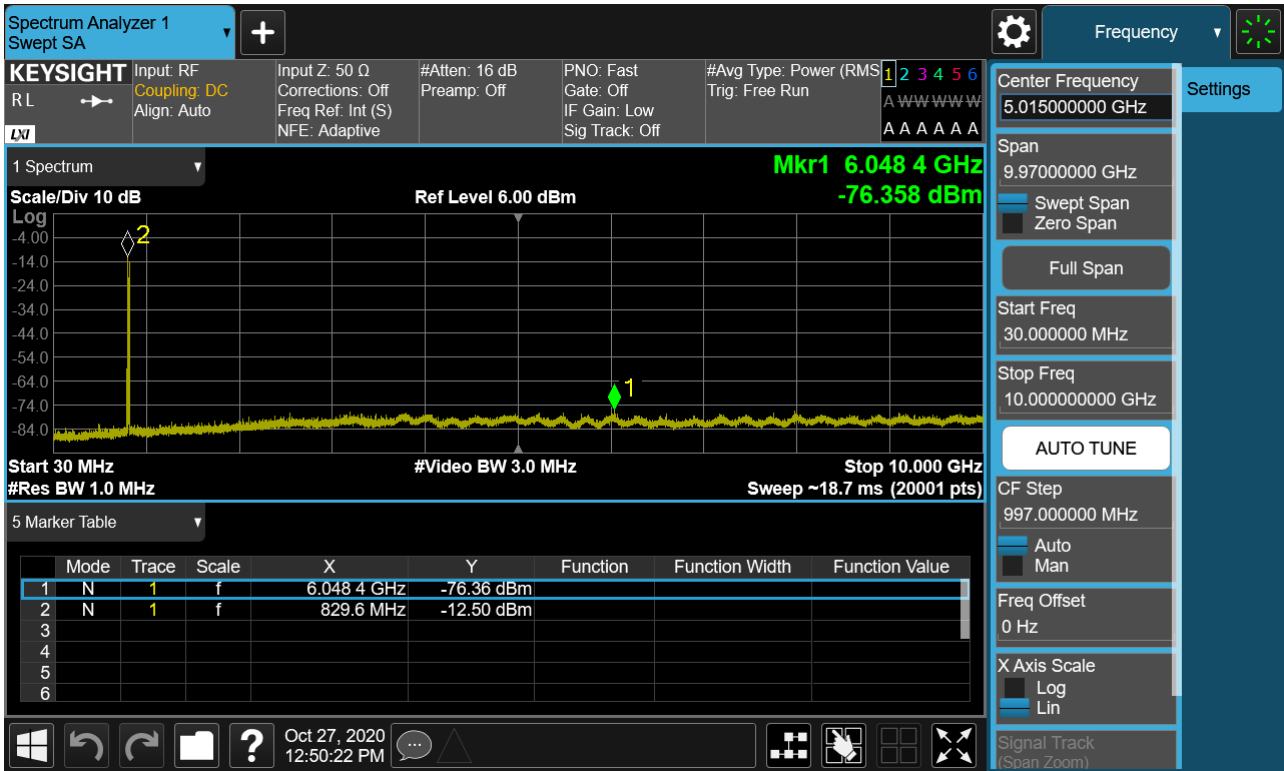 Spectrum Analyzer 1
Swept SA
Frequency
KEYSIGHT
R L
LXI
Input: RF
Coupling: DC
Align: Auto
Input Z: 50 Ω
Corrections: Off
Freq Ref: Int (S)
NFE: Adaptive
#Atten: 16 dB
Preamp: Off
PNO: Fast
Gate: Off
IF Gain: Low
Sig Track: Off
#Avg Type: Power (RMS
Trig: Free Run
1 2 3 4 5 6
A W W W W W
A A A A A A
1 Spectrum
Mkr1 6.048 4 GHz
-76.358 dBm
Scale/Div 10 dB
Ref Level 6.00 dBm
Log
-4.00
-14.0
-24.0
-34.0
-44.0
-54.0
-64.0
-74.0
-84.0
2
1
Start 30 MHz
#Video BW 3.0 MHz
Stop 10.000 GHz
#Res BW 1.0 MHz
Sweep ~18.7 ms (20001 pts)
5 Marker Table
Mode Trace Scale X Y Function Function Width Function Value
1 N 1 f 6.048 4 GHz -76.36 dBm
2 N 1 f 829.6 MHz -12.50 dBm
3
4
5
6
Oct 27, 2020
12:50:22 PM
Settings
Center Frequency
5.015000000 GHz
Span
9.97000000 GHz
Swept Span
Zero Span
Full Span
Start Freq
30.000000 MHz
Stop Freq
10.000000000 GHz
AUTO TUNE
CF Step
997.000000 MHz
Auto
Man
Freq Offset
0 Hz
X Axis Scale
Log
Lin
Signal Track
(Span Zoom)